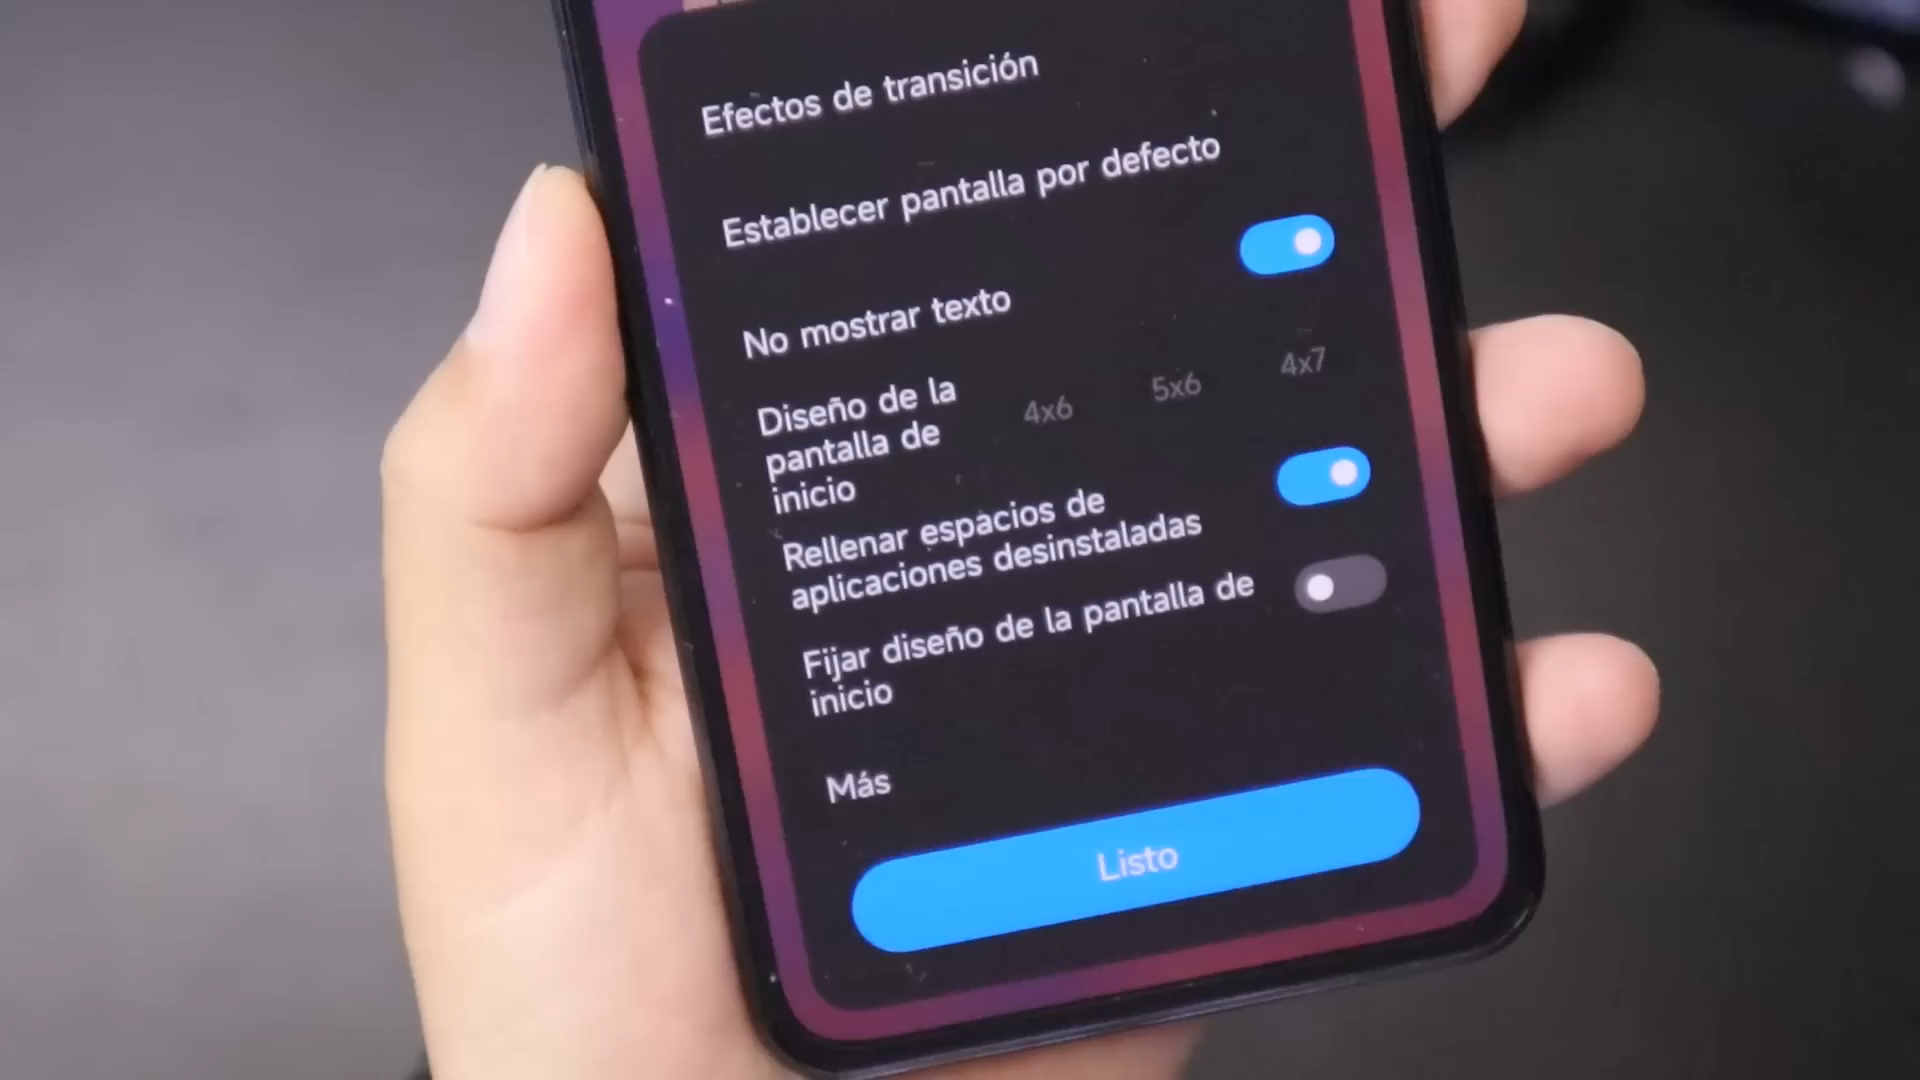 Efectos de transición
Establecer pantalla por defecto
No mostrar texto
Diseño de la
pantalla de
inicio
4x6 5x6 4x7
Rellenar espacios de
aplicaciones desinstaladas
Fijar diseño de la pantalla de
inicio
Más
Listo